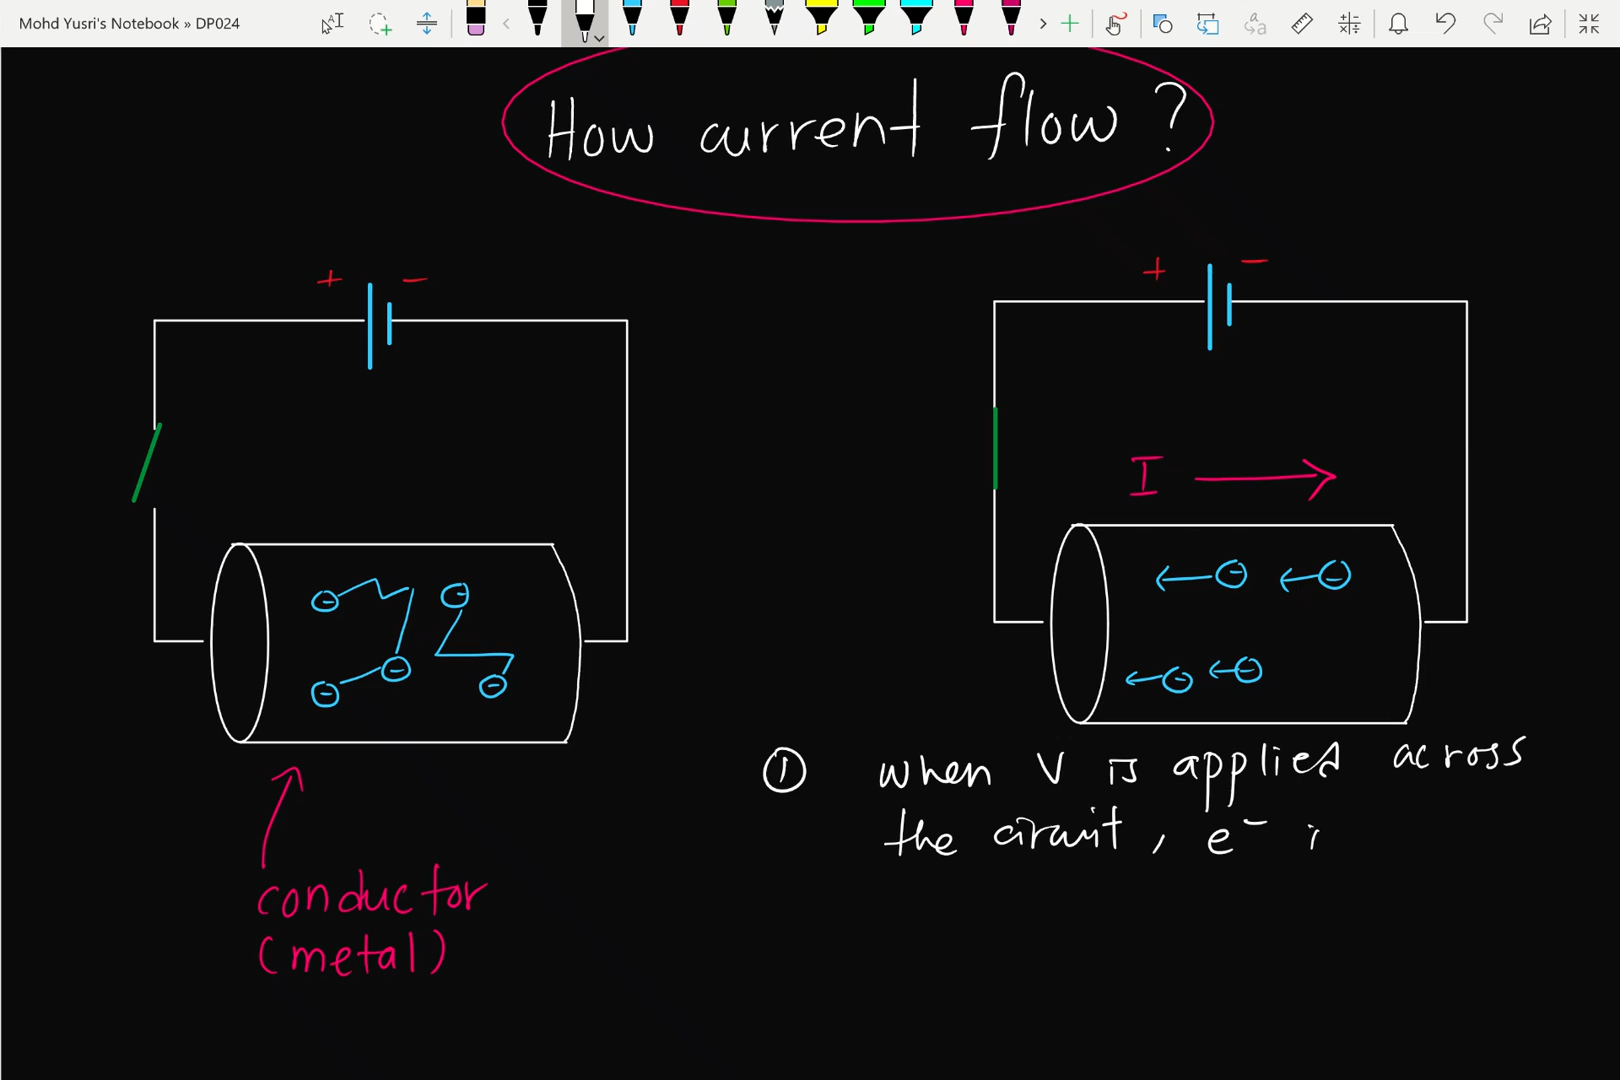 Mohd Yusri's Notebook » DP024
How current flow ?
+ −
+ −
I
① when V is applied across
the circuit, e⁻ i
conductor
(metal)